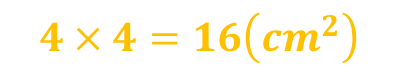 4 × 4 = 16(cm²)